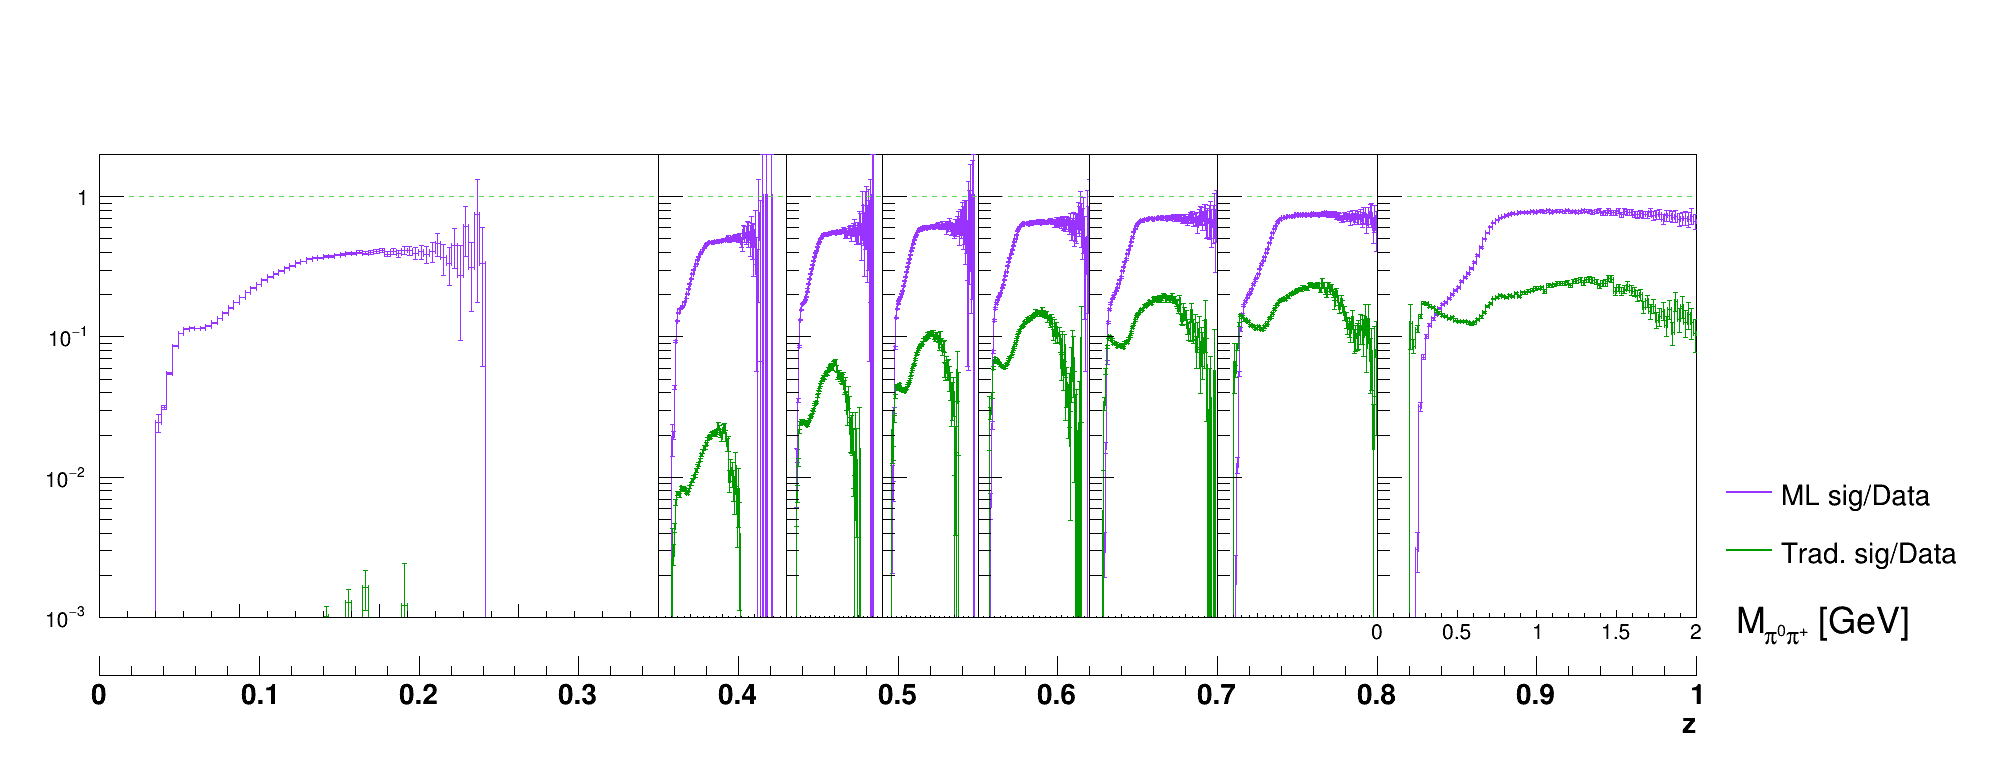 1
10⁻¹
10⁻²
10⁻³
ML sig/Data
Trad. sig/Data
0 0.5 1 1.5 2
M_π⁰π⁺ [GeV]
0 0.1 0.2 0.3 0.4 0.5 0.6 0.7 0.8 0.9 1
z